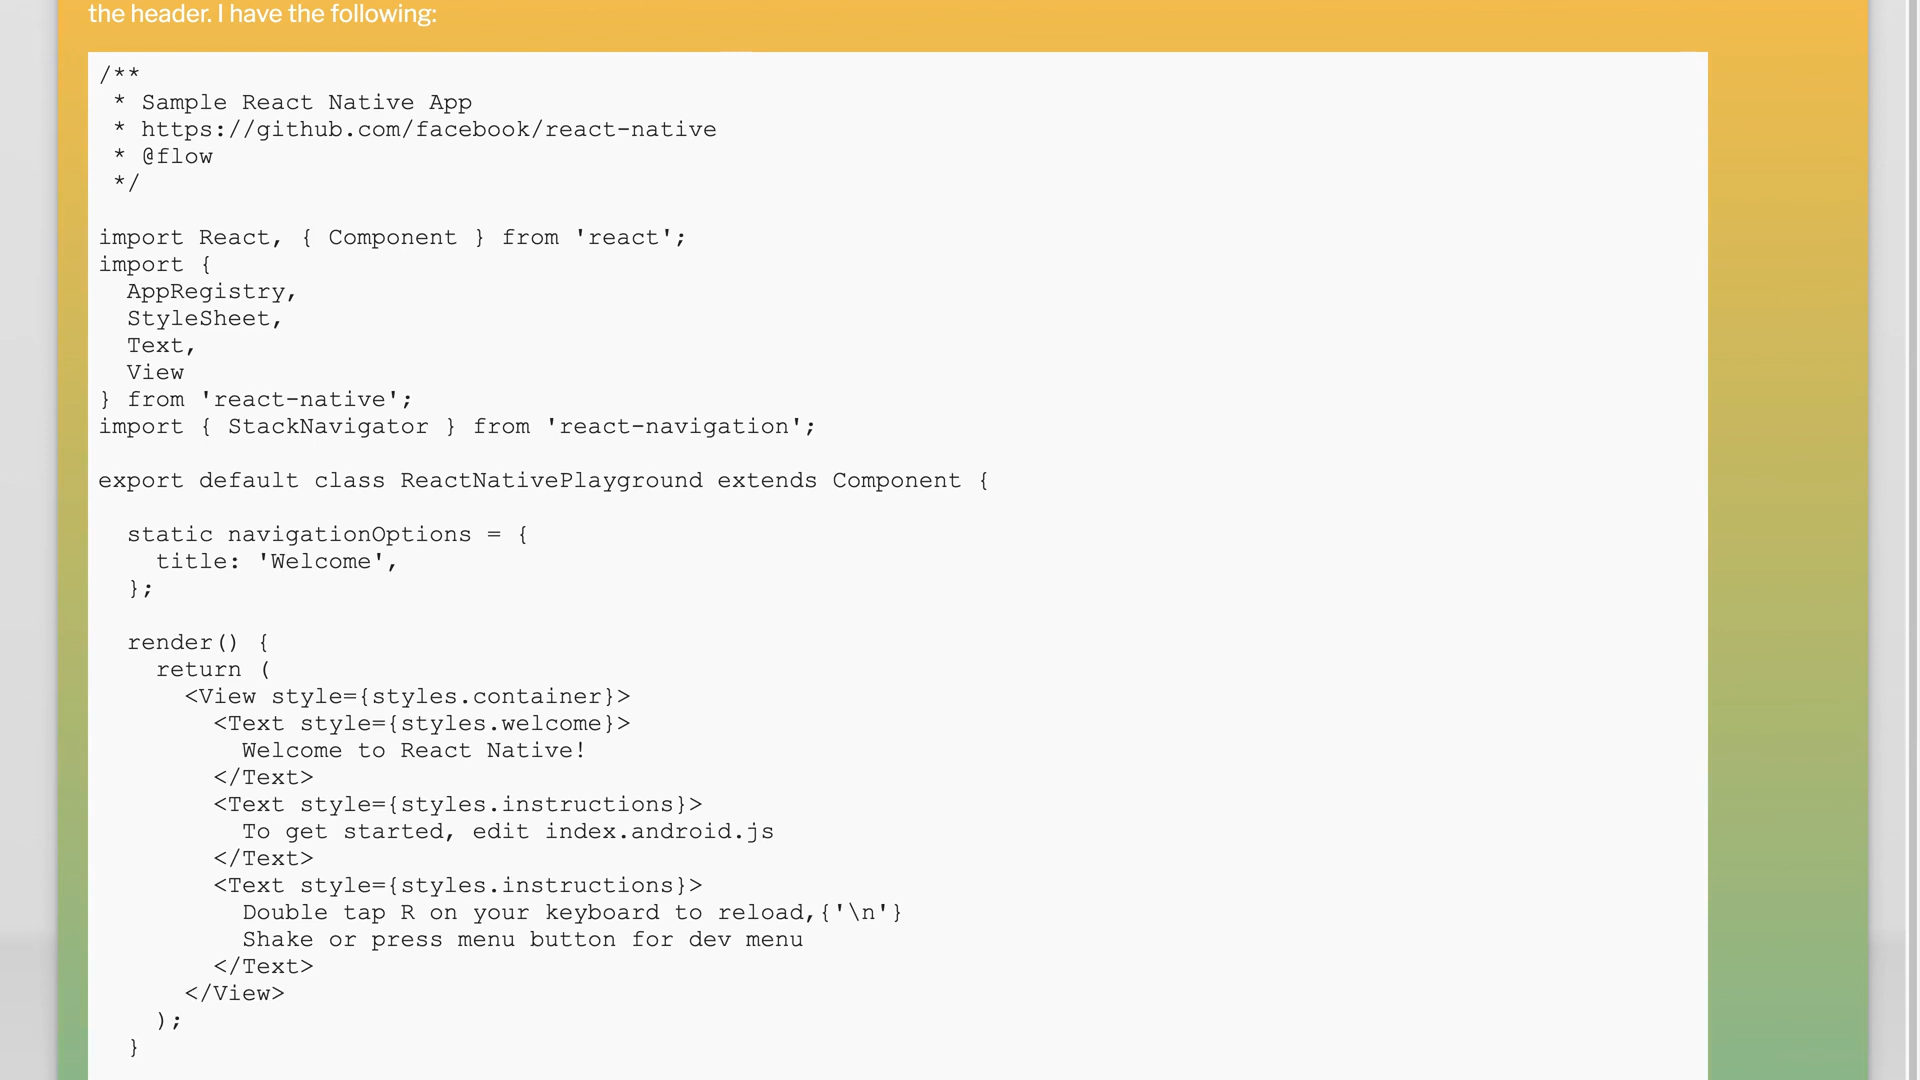 the header. I have the following:
/**
 * Sample React Native App
 * https://github.com/facebook/react-native
 * @flow
 */
import React, { Component } from 'react';
import {
  AppRegistry,
  StyleSheet,
  Text,
  View
} from 'react-native';
import { StackNavigator } from 'react-navigation';
export default class ReactNativePlayground extends Component {
  static navigationOptions = {
    title: 'Welcome',
  };
  render() {
    return (
      <View style={styles.container}>
        <Text style={styles.welcome}>
          Welcome to React Native!
        </Text>
        <Text style={styles.instructions}>
          To get started, edit index.android.js
        </Text>
        <Text style={styles.instructions}>
          Double tap R on your keyboard to reload,{'\n'}
          Shake or press menu button for dev menu
        </Text>
      </View>
    );
  }